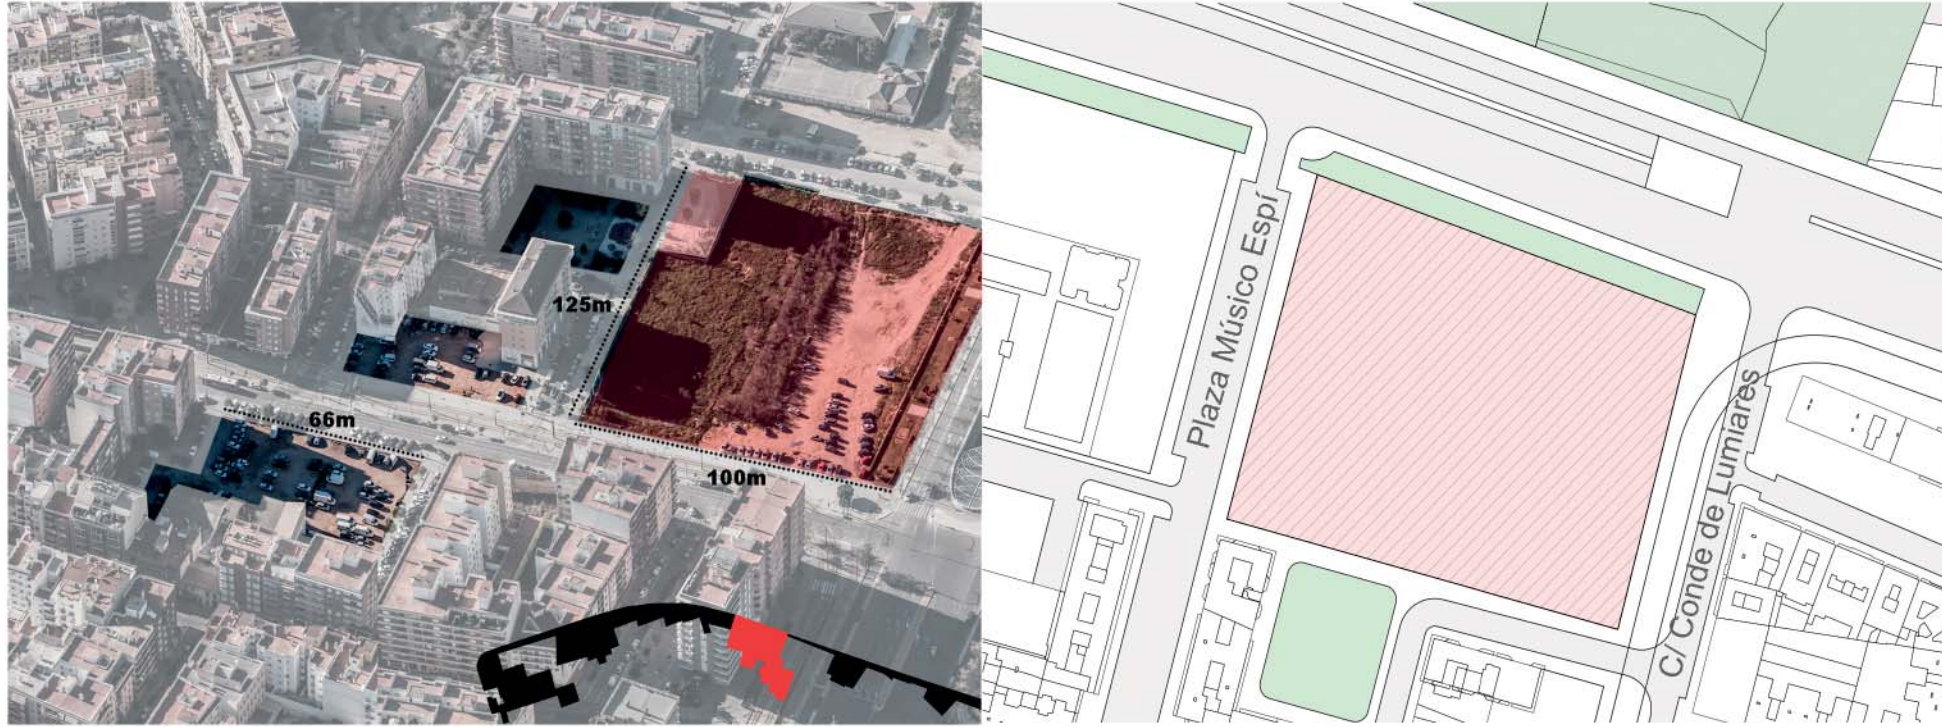 125m
66m
100m
Plaza Músico Espí
C/ Conde de Lumiares